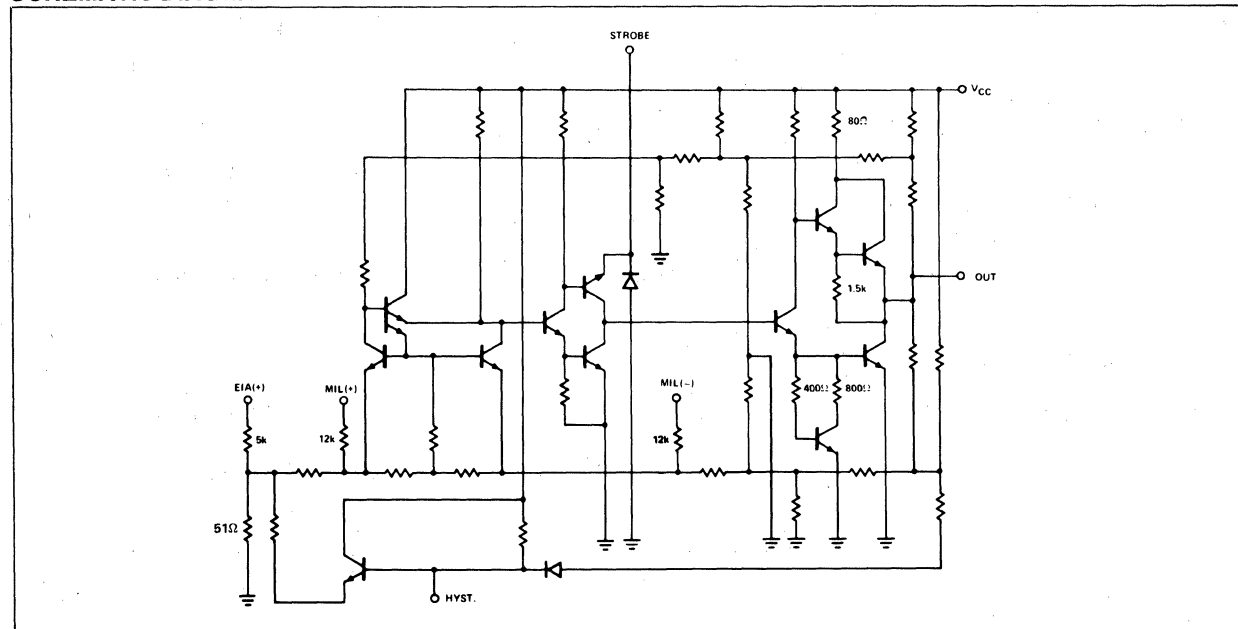 STROBE
VCC
80Ω
OUT
1.5k
EIA(+)
MIL(+)
MIL(−)
5k
12k
12k
400Ω
800Ω
51Ω
HYST.